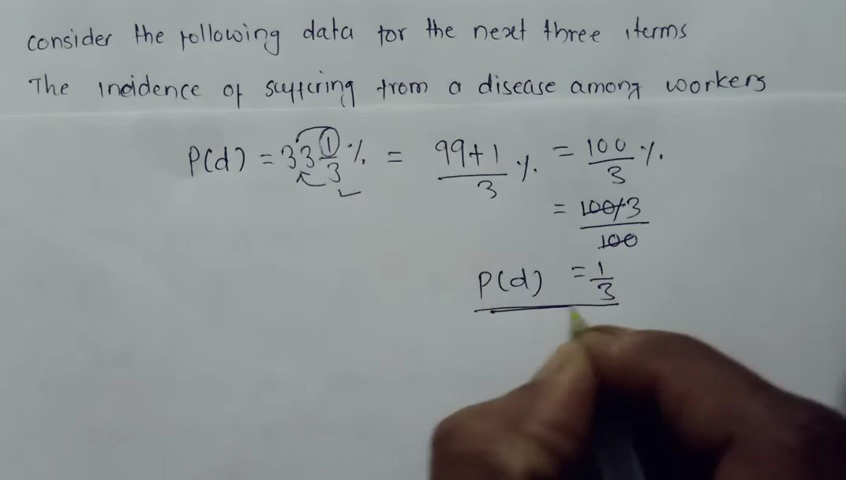 consider the following data for the next three iterms
The incidence of suffering from a disease among workers
P(d) = 33 1/3 % = 99+1/3 % = 100/3 %
= 100/3/100
P(d) = 1/3